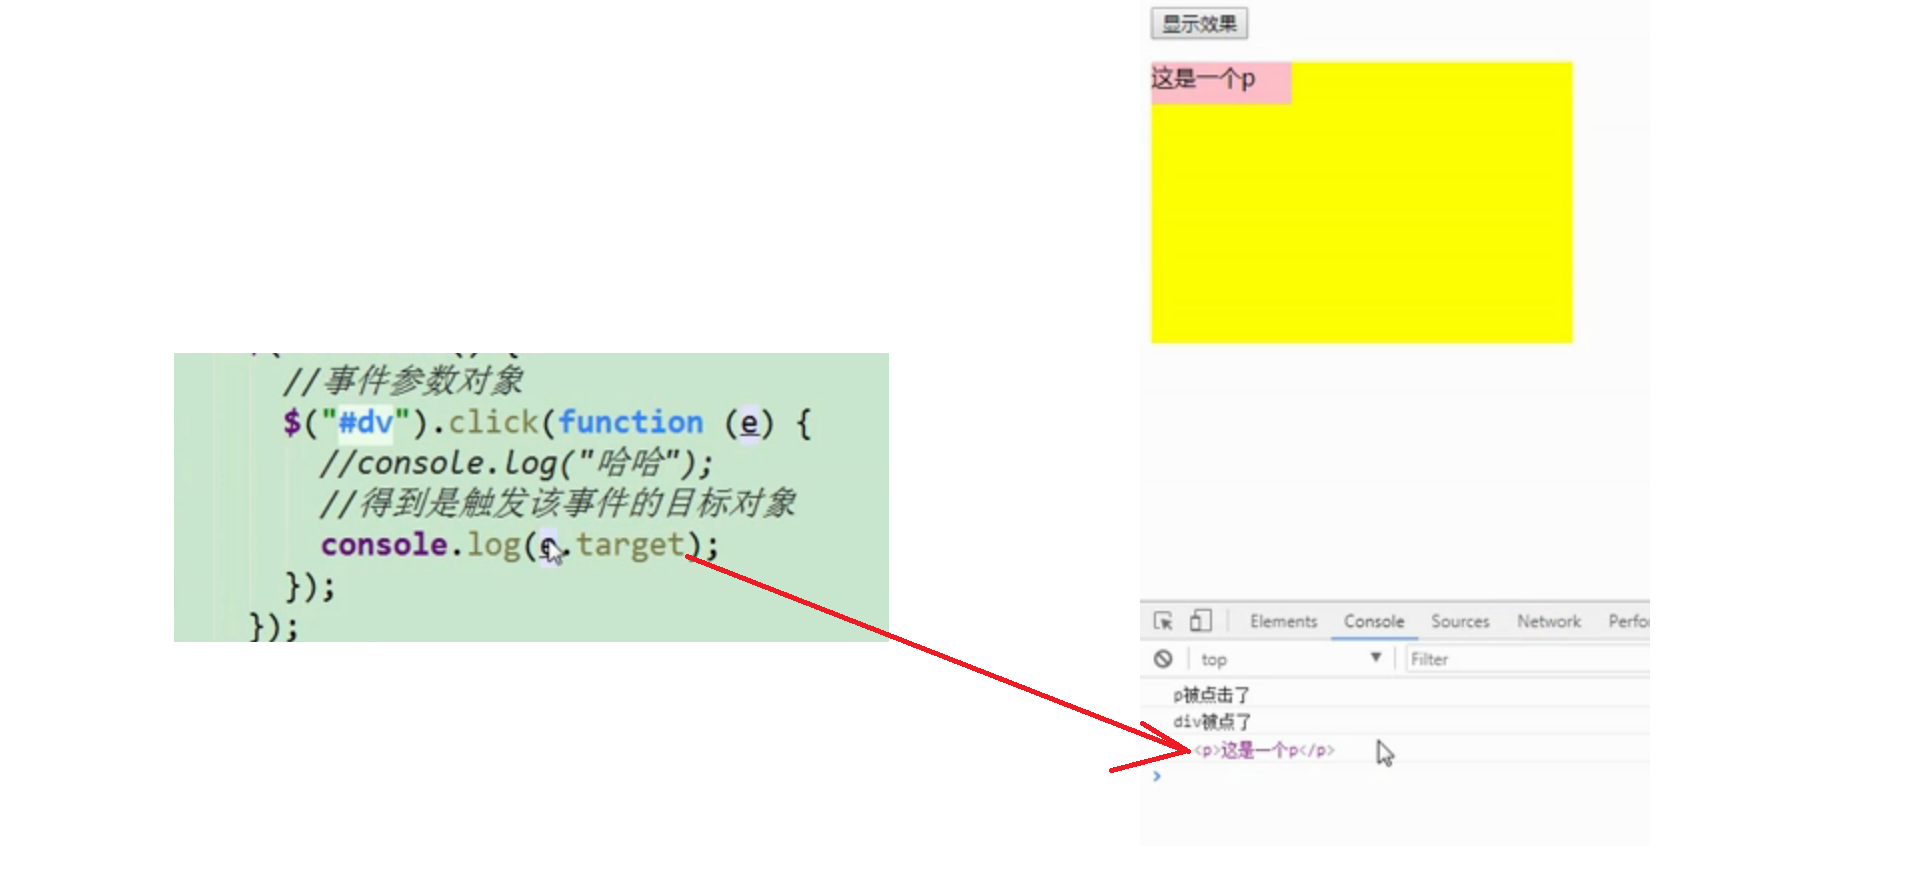 //事件参数对象
$("#dv").click(function (e) {
//console.log("哈哈");
//得到是触发该事件的目标对象
console.log(e.target);
});
});
显示效果
这是一个p
Elements Console Sources Network Perfo
top ▼ Filter
p被点击了
div被点了
<p>这是一个p</p>
>